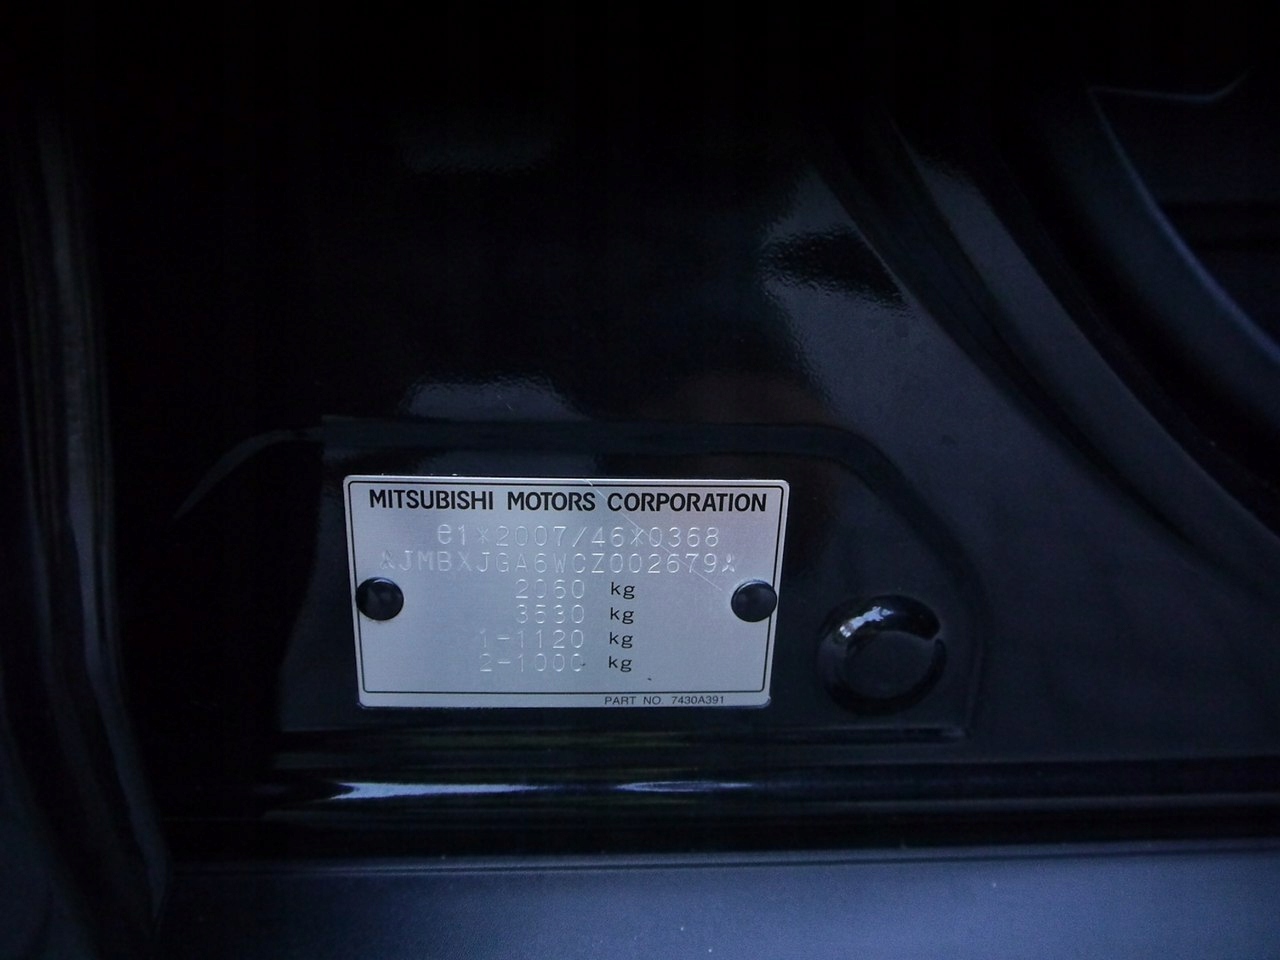 MITSUBISHI MOTORS CORPORATION
e1*2007/46*0368
JMBXJGA6WCZ002679
2060 kg
3530 kg
1-1120 kg
2-1000 kg
PART NO. 7430A391